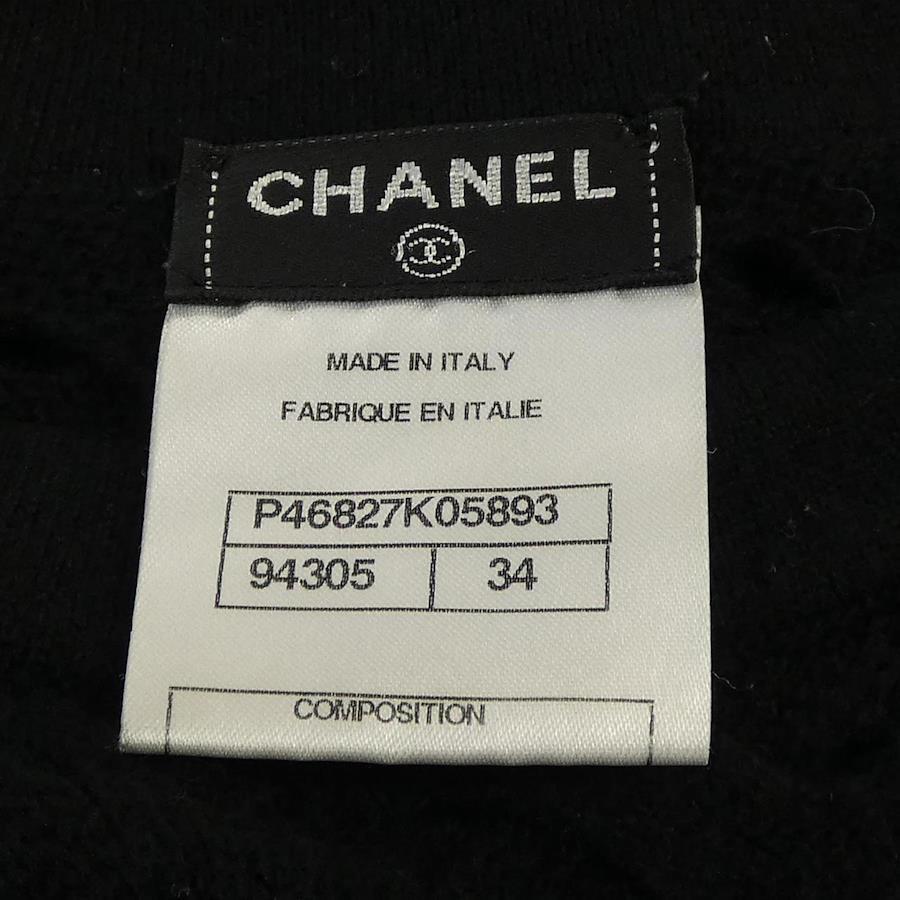 CHANEL
MADE IN ITALY
FABRIQUE EN ITALIE
P46827K05893
94305 34
COMPOSITION